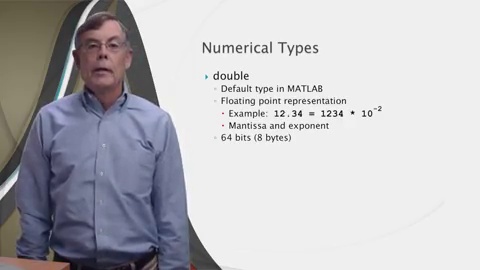 Numerical Types
double
Default type in MATLAB
Floating point representation
Example: 12.34 = 1234 * 10^-2
Mantissa and exponent
64 bits (8 bytes)